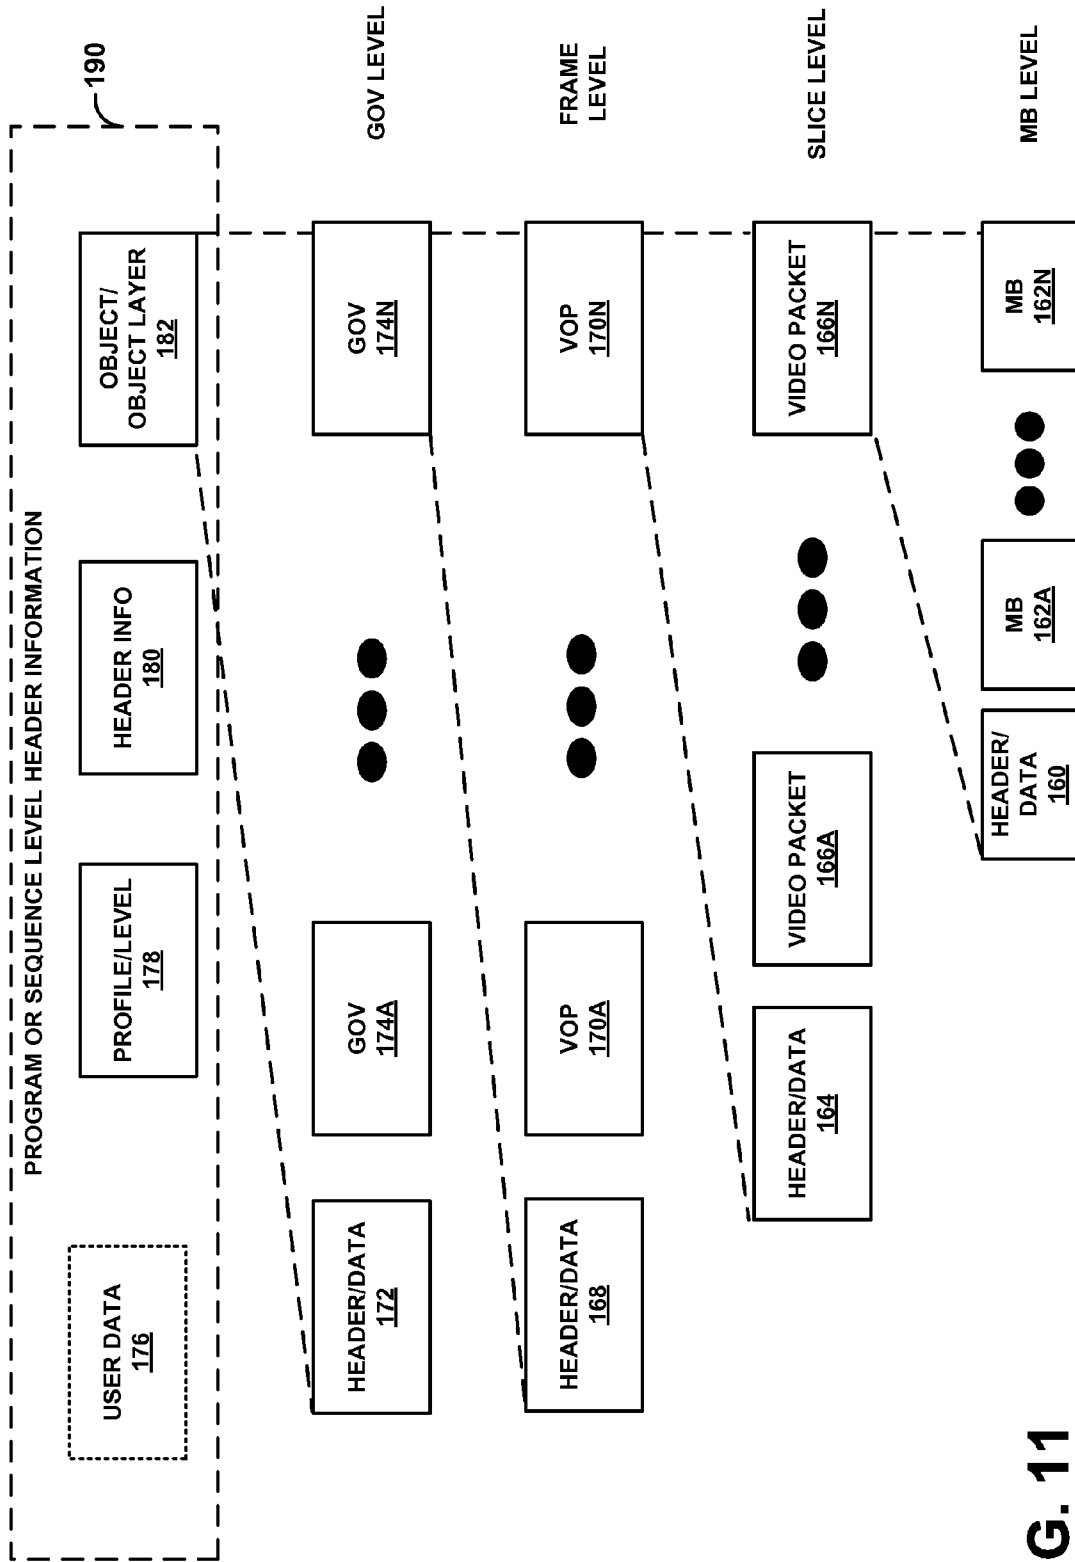 PROGRAM OR SEQUENCE LEVEL HEADER INFORMATION
190
USER DATA
176
PROFILE/LEVEL
178
HEADER INFO
180
OBJECT/
OBJECT LAYER
182
HEADER/DATA
172
GOV
174A
GOV
174N
GOV LEVEL
HEADER/DATA
168
VOP
170A
VOP
170N
FRAME
LEVEL
HEADER/DATA
164
VIDEO PACKET
166A
VIDEO PACKET
166N
SLICE LEVEL
HEADER/
DATA
160
MB
162A
MB
162N
MB LEVEL
G. 11